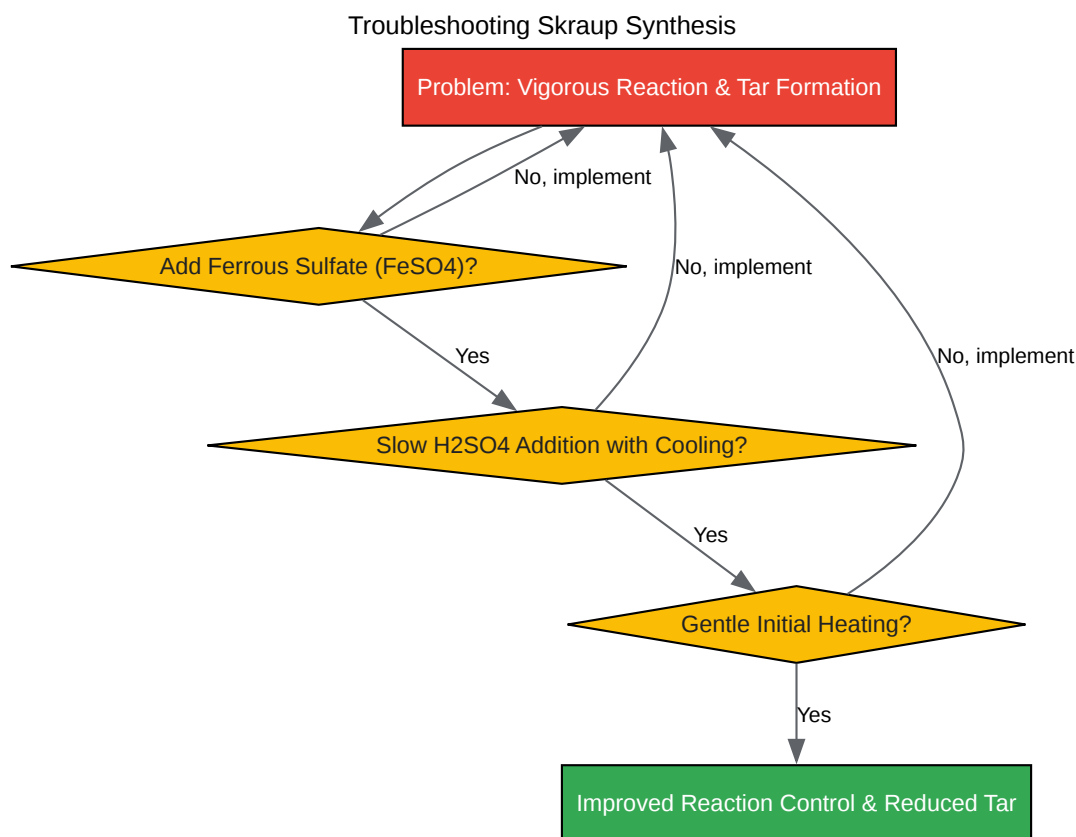 Troubleshooting Skraup Synthesis
Problem: Vigorous Reaction & Tar Formation
No, implement
Add Ferrous Sulfate (FeSO4)?
No, implement
Yes
No, implement
Slow H2SO4 Addition with Cooling?
Yes
Gentle Initial Heating?
Yes
Improved Reaction Control & Reduced Tar